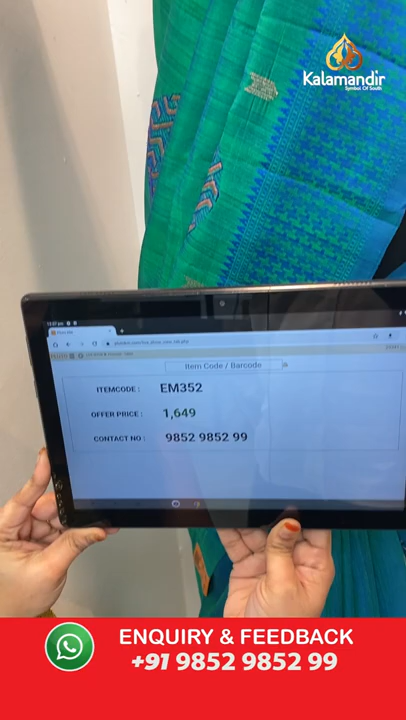 Kalamandir
Symbol Of South
Item Code / Barcode
ITEMCODE : EM352
OFFER PRICE : 1,649
CONTACT NO : 9852 9852 99
ENQUIRY & FEEDBACK
+91 9852 9852 99